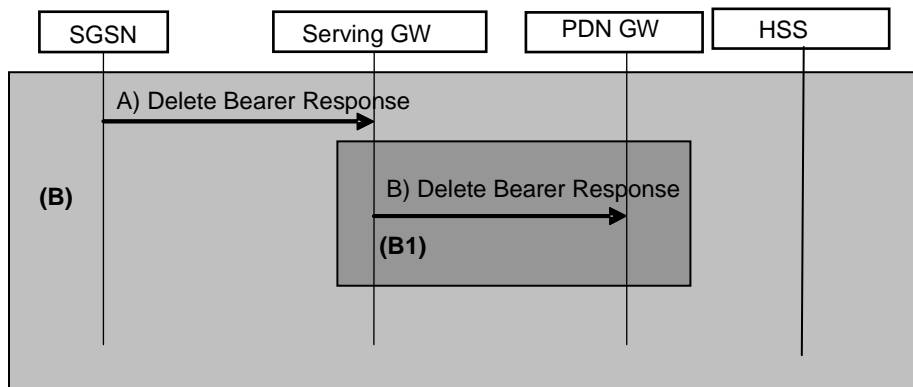 SGSN
Serving GW
PDN GW
HSS
A) Delete Bearer Response
(B)
B) Delete Bearer Response
(B1)